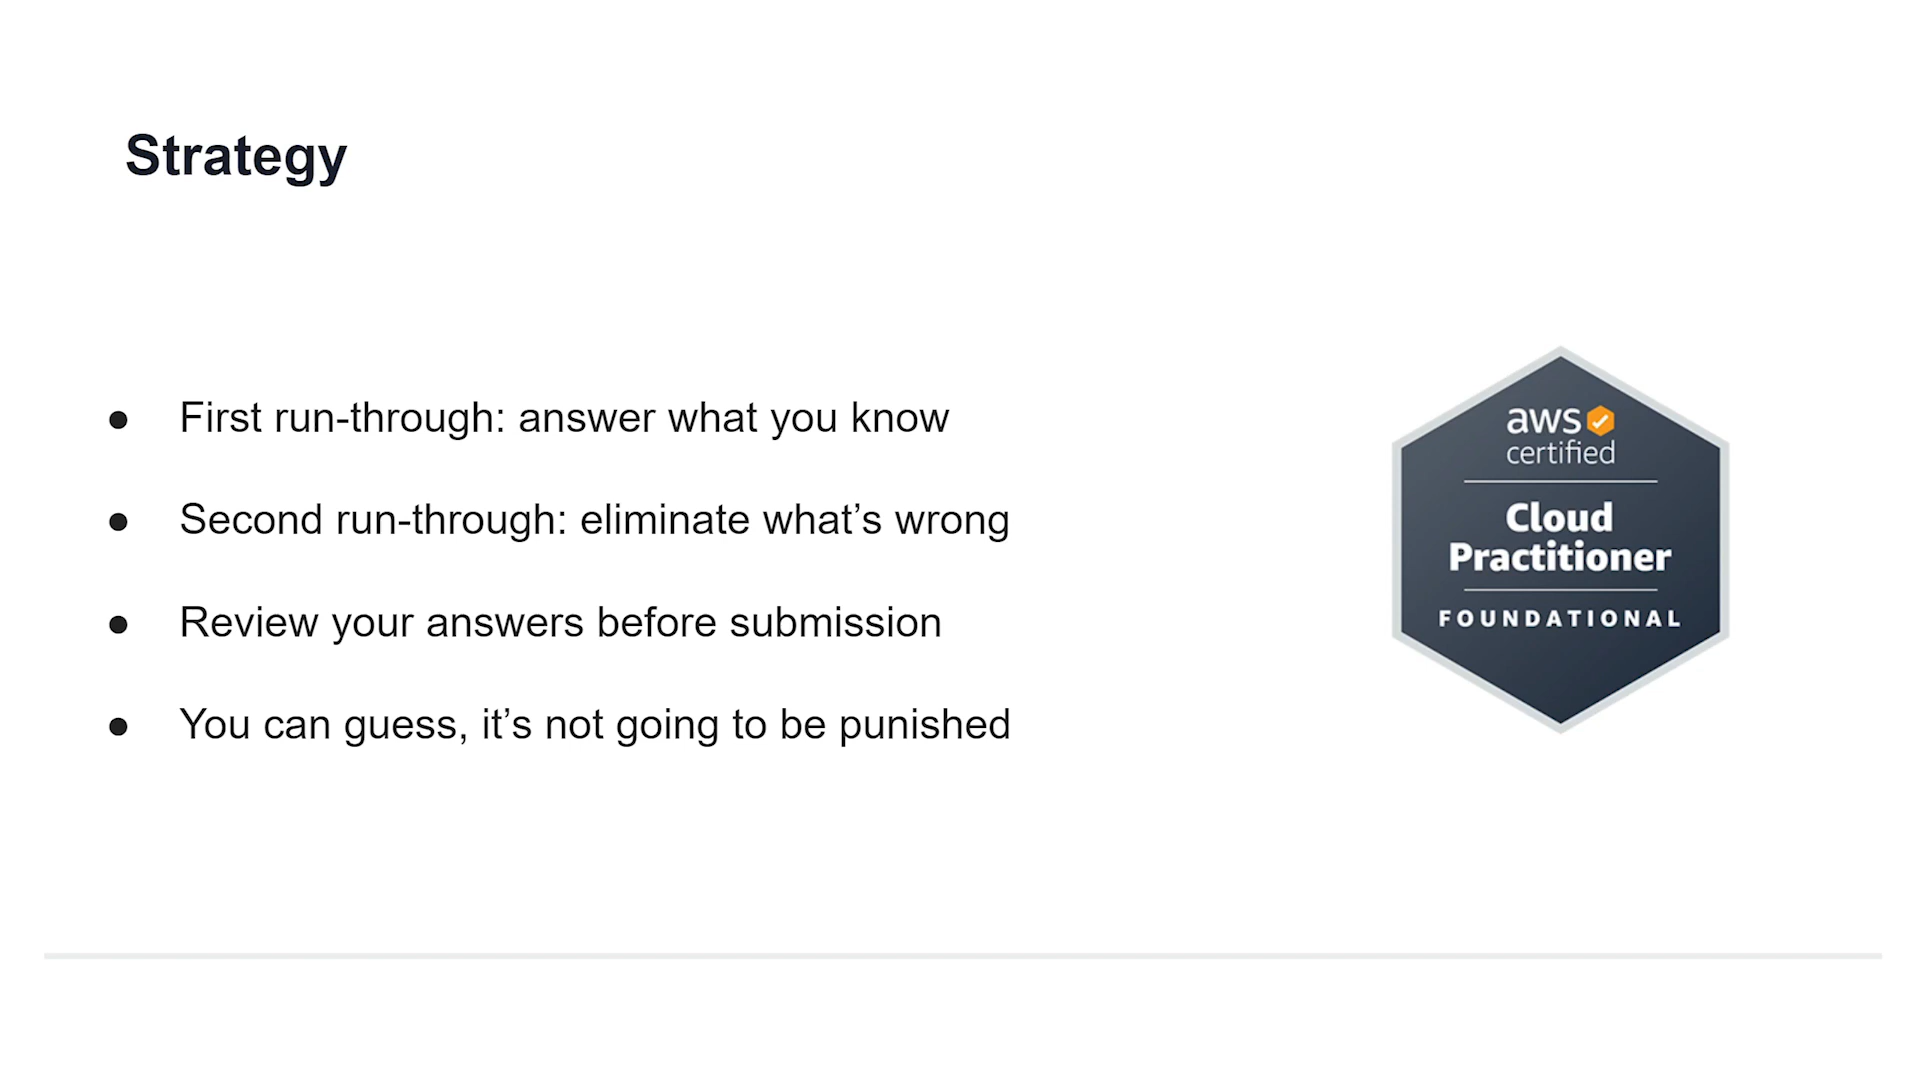 Strategy
● First run-through: answer what you know
● Second run-through: eliminate what’s wrong
● Review your answers before submission
● You can guess, it’s not going to be punished
aws
certified
Cloud
Practitioner
FOUNDATIONAL